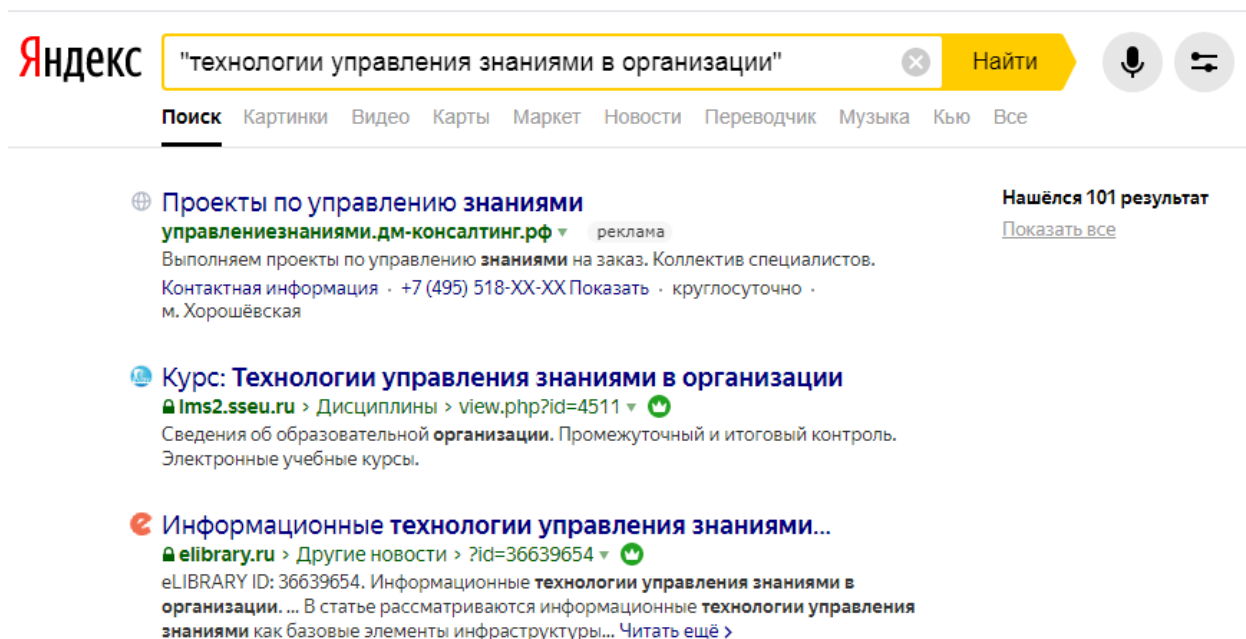 Яндекс
"технологии управления знаниями в организации"
Найти
Поиск Картинки Видео Карты Маркет Новости Переводчик Музыка Кью Все
Проекты по управлению знаниями
управлениезнаниями.дм-консалтинг.рф реклама
Выполняем проекты по управлению знаниями на заказ. Коллектив специалистов.
Контактная информация · +7 (495) 518-XX-XX Показать · круглосуточно ·
м. Хорошёвская
Нашёлся 101 результат
Показать все
Курс: Технологии управления знаниями в организации
lms2.sseu.ru › Дисциплины › view.php?id=4511
Сведения об образовательной организации. Промежуточный и итоговый контроль.
Электронные учебные курсы.
Информационные технологии управления знаниями...
elibrary.ru › Другие новости › ?id=36639654
eLIBRARY ID: 36639654. Информационные технологии управления знаниями в
организации. ... В статье рассматриваются информационные технологии управления
знаниями как базовые элементы инфраструктуры... Читать ещё >